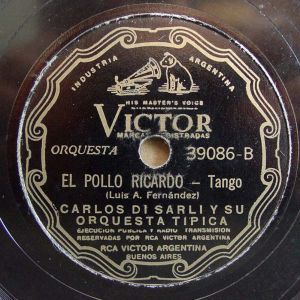 INDUSTRIA ARGENTINA
HIS MASTER'S VOICE
VICTOR
MARCAS REGISTRADAS
ORQUESTA 39086-B
EL POLLO RICARDO – Tango
(Luis A. Fernández)
CARLOS DI SARLI Y SU
ORQUESTA TIPICA
EJECUCION PUBLICA Y RADIO TRANSMISION
RESERVADAS POR RCA VICTOR ARGENTINA
RCA VICTOR ARGENTINA
BUENOS AIRES